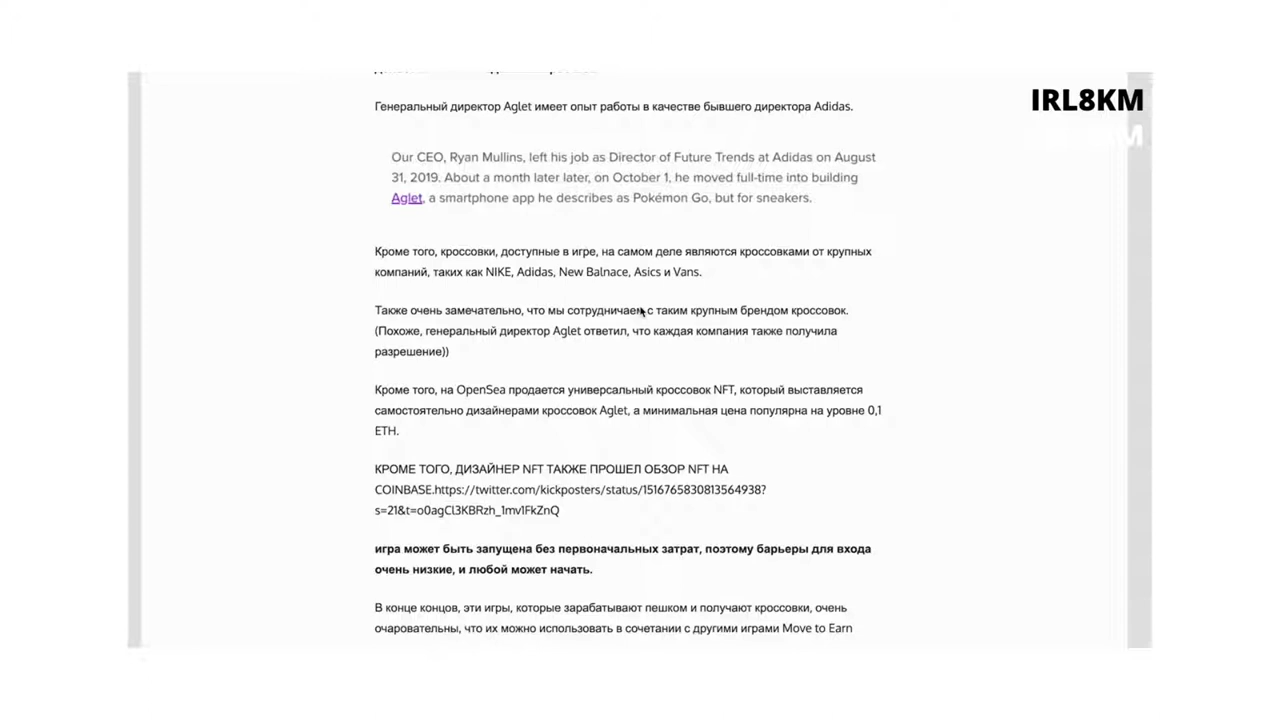 IRL8KM
Генеральный директор Aglet имеет опыт работы в качестве бывшего директора Adidas.
Our CEO, Ryan Mullins, left his job as Director of Future Trends at Adidas on August
31, 2019. About a month later later, on October 1, he moved full-time into building
Aglet, a smartphone app he describes as Pokémon Go, but for sneakers.
Кроме того, кроссовки, доступные в игре, на самом деле являются кроссовками от крупных
компаний, таких как NIKE, Adidas, New Balnace, Asics и Vans.
Также очень замечательно, что мы сотрудничаем с таким крупным брендом кроссовок.
(Похоже, генеральный директор Aglet ответил, что каждая компания также получила
разрешение))
Кроме того, на OpenSea продается универсальный кроссовок NFT, который выставляется
самостоятельно дизайнерами кроссовок Aglet, а минимальная цена популярна на уровне 0,1
ETH.
КРОМЕ ТОГО, ДИЗАЙНЕР NFT ТАКЖЕ ПРОШЕЛ ОБЗОР NFT НА
COINBASE.https://twitter.com/kickposters/status/1516765830813564938?
s=21&t=o0agCl3KBRzh_1mv1FkZnQ
игра может быть запущена без первоначальных затрат, поэтому барьеры для входа
очень низкие, и любой может начать.
В конце концов, эти игры, которые зарабатывают пешком и получают кроссовки, очень
очаровательны, что их можно использовать в сочетании с другими играми Move to Earn